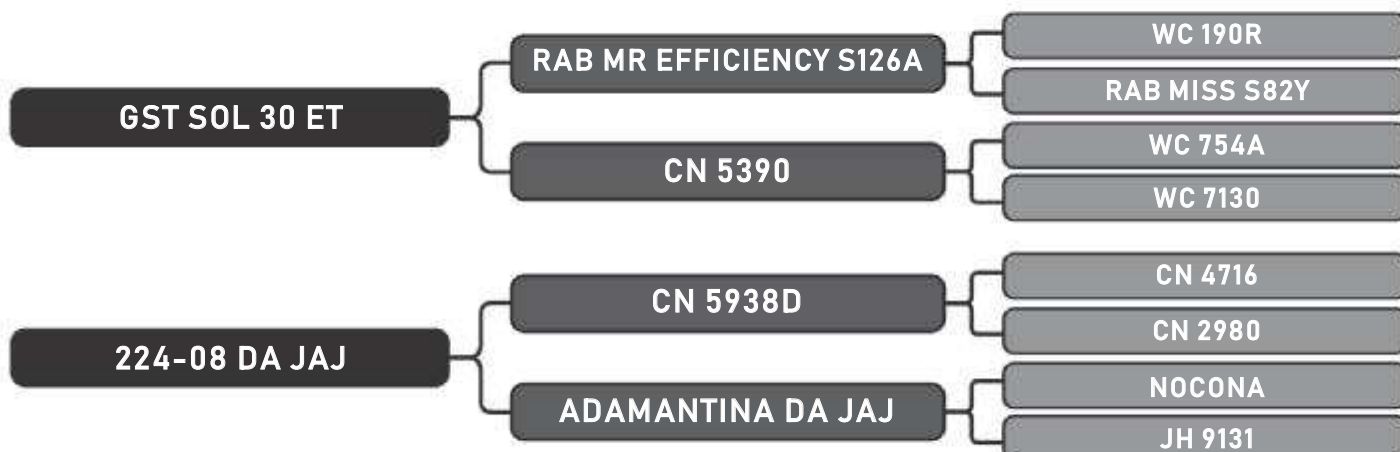 GST SOL 30 ET
RAB MR EFFICIENCY S126A
WC 190R
RAB MISS S82Y
CN 5390
WC 754A
WC 7130
224-08 DA JAJ
CN 5938D
CN 4716
CN 2980
ADAMANTINA DA JAJ
NOCONA
JH 9131